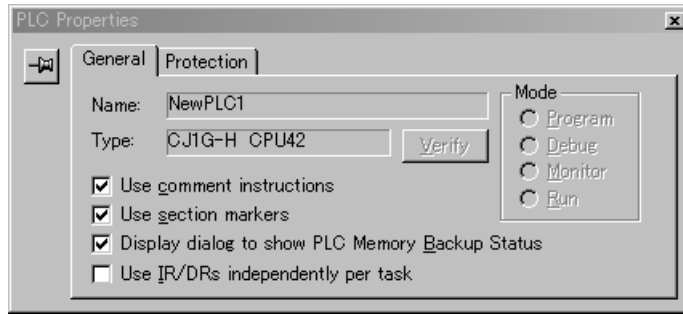 PLC Properties
General
Protection
Name: NewPLC1
Type: CJ1G-H CPU42
Verify
Mode
Program
Debug
Monitor
Run
Use comment instructions
Use section markers
Display dialog to show PLC Memory Backup Status
Use IR/DRs independently per task